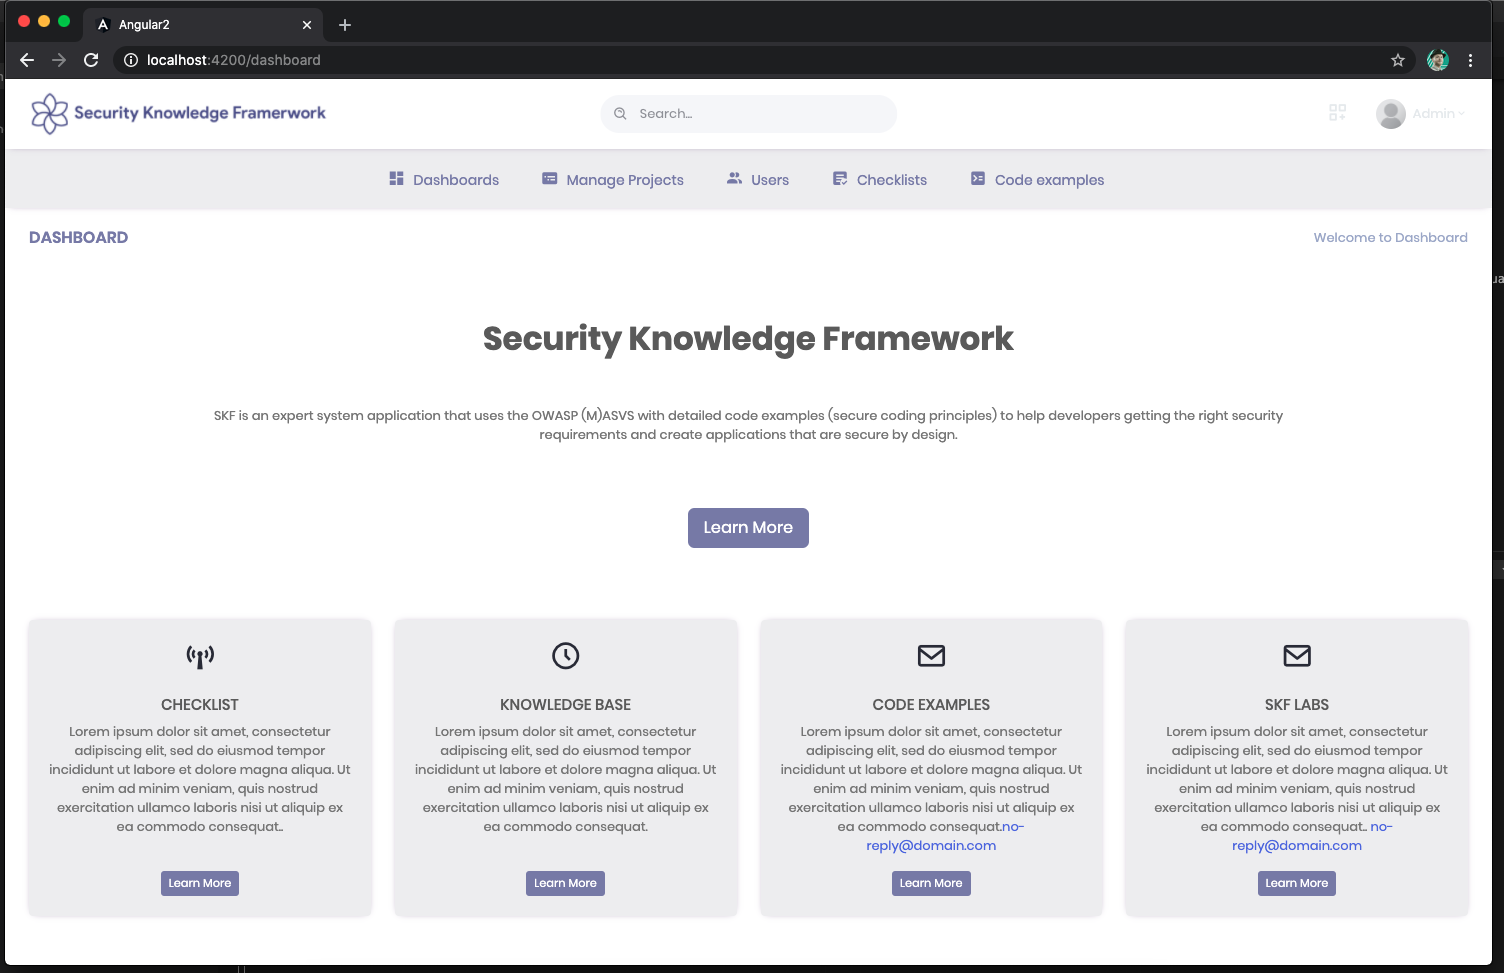 Angular2
localhost:4200/dashboard
Security Knowledge Framerwork
Search...
Admin
Dashboards
Manage Projects
Users
Checklists
Code examples
DASHBOARD
Welcome to Dashboard
Security Knowledge Framework
SKF is an expert system application that uses the OWASP (M)ASVS with detailed code examples (secure coding principles) to help developers getting the right security
requirements and create applications that are secure by design.
Learn More
CHECKLIST
Lorem ipsum dolor sit amet, consectetur
adipiscing elit, sed do eiusmod tempor
incididunt ut labore et dolore magna aliqua. Ut
enim ad minim veniam, quis nostrud
exercitation ullamco laboris nisi ut aliquip ex
ea commodo consequat..
Learn More
KNOWLEDGE BASE
Lorem ipsum dolor sit amet, consectetur
adipiscing elit, sed do eiusmod tempor
incididunt ut labore et dolore magna aliqua. Ut
enim ad minim veniam, quis nostrud
exercitation ullamco laboris nisi ut aliquip ex
ea commodo consequat.
Learn More
CODE EXAMPLES
Lorem ipsum dolor sit amet, consectetur
adipiscing elit, sed do eiusmod tempor
incididunt ut labore et dolore magna aliqua. Ut
enim ad minim veniam, quis nostrud
exercitation ullamco laboris nisi ut aliquip ex
ea commodo consequat.no-
reply@domain.com
Learn More
SKF LABS
Lorem ipsum dolor sit amet, consectetur
adipiscing elit, sed do eiusmod tempor
incididunt ut labore et dolore magna aliqua. Ut
enim ad minim veniam, quis nostrud
exercitation ullamco laboris nisi ut aliquip ex
ea commodo consequat.. no-
reply@domain.com
Learn More